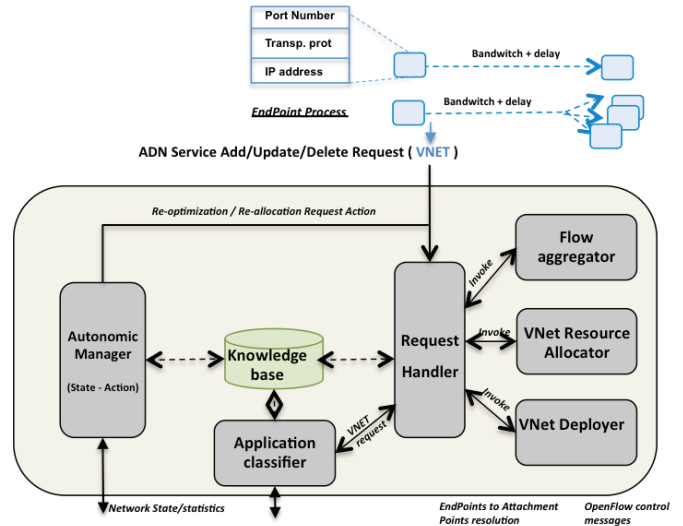 Port Number
Transp. prot
IP address
Bandwitch + delay
EndPoint Process
Bandwitch + delay
ADN Service Add/Update/Delete Request ( VNET )
Re-optimization / Re-allocation Request Action
Flow
aggregator
Invoke
Autonomic
Manager
(State - Action)
Knowledge
base
Request
Handler
Invoke
VNet Resource
Allocator
Invoke
VNet Deployer
Application
classifier
VNET
request
Network State/statistics
EndPoints to Attachment
Points resolution
OpenFlow control
messages